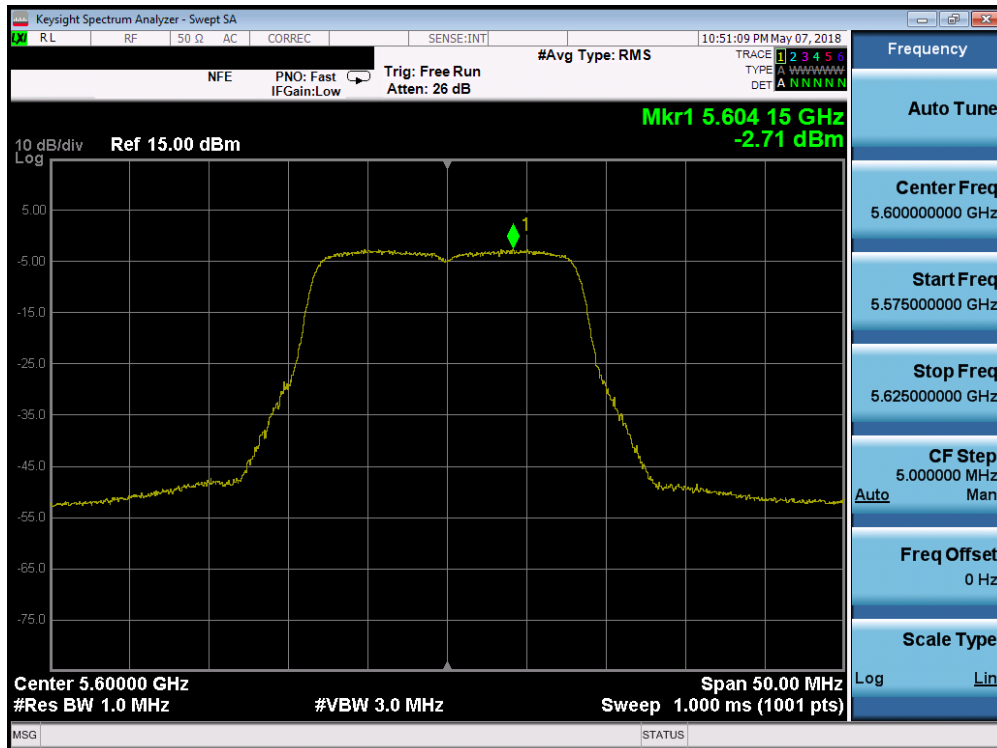 Keysight Spectrum Analyzer - Swept SA
LXI RL RF 50 Ω AC CORREC SENSE:INT 10:51:09 PM May 07, 2018
NFE PNO: Fast Trig: Free Run #Avg Type: RMS TRACE 1 2 3 4 5 6
IFGain:Low Atten: 26 dB TYPE A WWWWW
DET A N N N N N
Frequency
Mkr1 5.604 15 GHz
-2.71 dBm
10 dB/div Ref 15.00 dBm
Log
1
5.00
-5.00
-15.0
-25.0
-35.0
-45.0
-55.0
-65.0
-75.0
Center 5.60000 GHz Span 50.00 MHz
#Res BW 1.0 MHz #VBW 3.0 MHz Sweep 1.000 ms (1001 pts)
Auto Tune
Center Freq
5.600000000 GHz
Start Freq
5.575000000 GHz
Stop Freq
5.625000000 GHz
CF Step
5.000000 MHz
Auto Man
Freq Offset
0 Hz
Scale Type
Log Lin
MSG STATUS